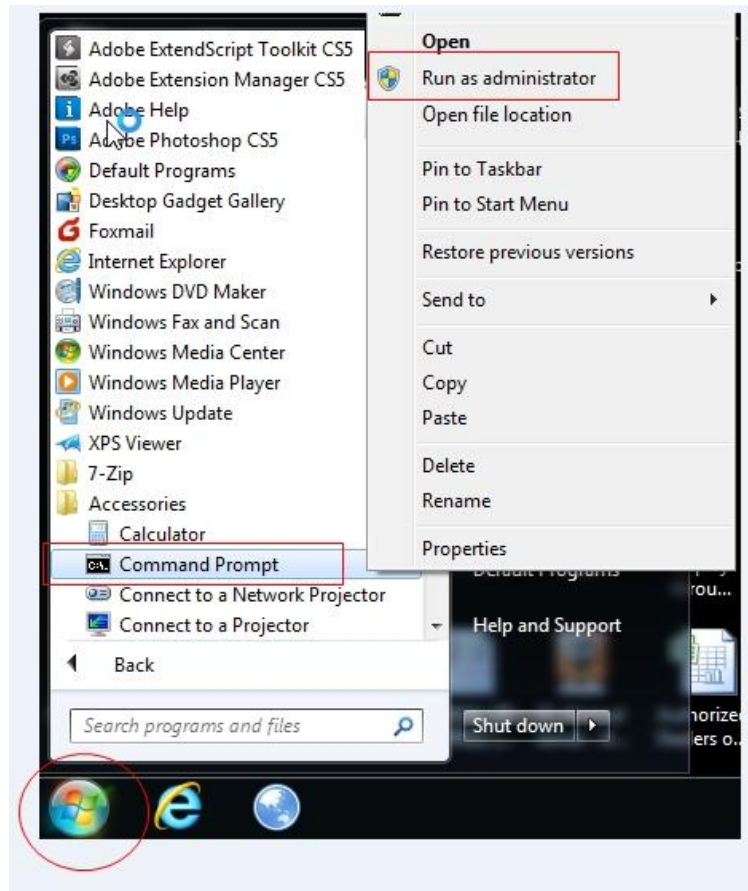 Adobe ExtendScript Toolkit CS5
Adobe Extension Manager CS5
Adobe Help
Adobe Photoshop CS5
Default Programs
Desktop Gadget Gallery
Foxmail
Internet Explorer
Windows DVD Maker
Windows Fax and Scan
Windows Media Center
Windows Media Player
Windows Update
XPS Viewer
7-Zip
Accessories
Calculator
Command Prompt
Connect to a Network Projector
Connect to a Projector
Back
Search programs and files
Open
Run as administrator
Open file location
Pin to Taskbar
Pin to Start Menu
Restore previous versions
Send to
Cut
Copy
Paste
Delete
Rename
Properties
Default Programs
Help and Support
Shut down